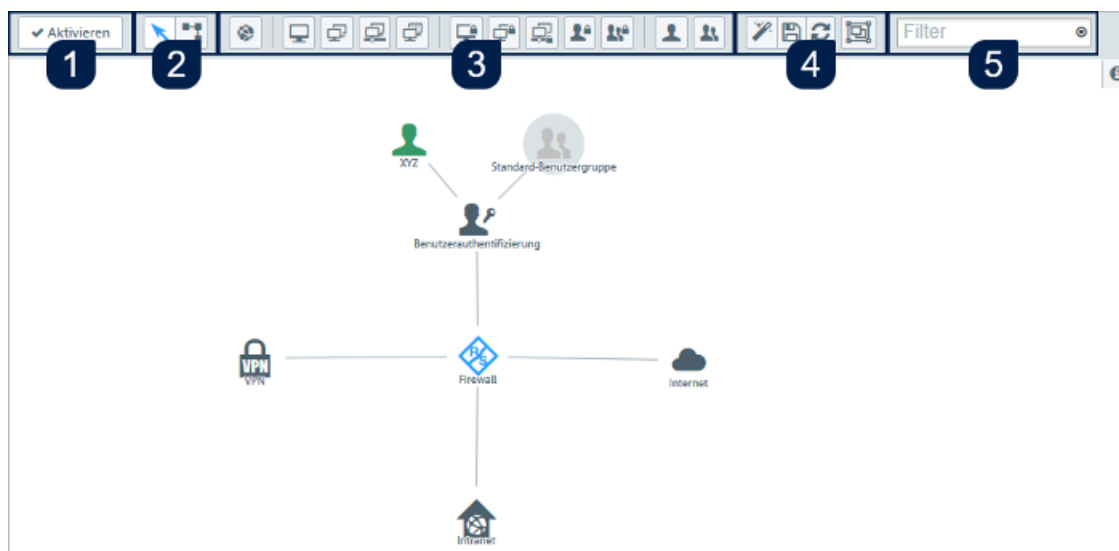 Aktivieren
Filter
1
2
3
4
5
XYZ
Standard-Benutzergruppe
Benutzerauthentifizierung
VPN
VPN
R
S
Firewall
Internet
Intranet